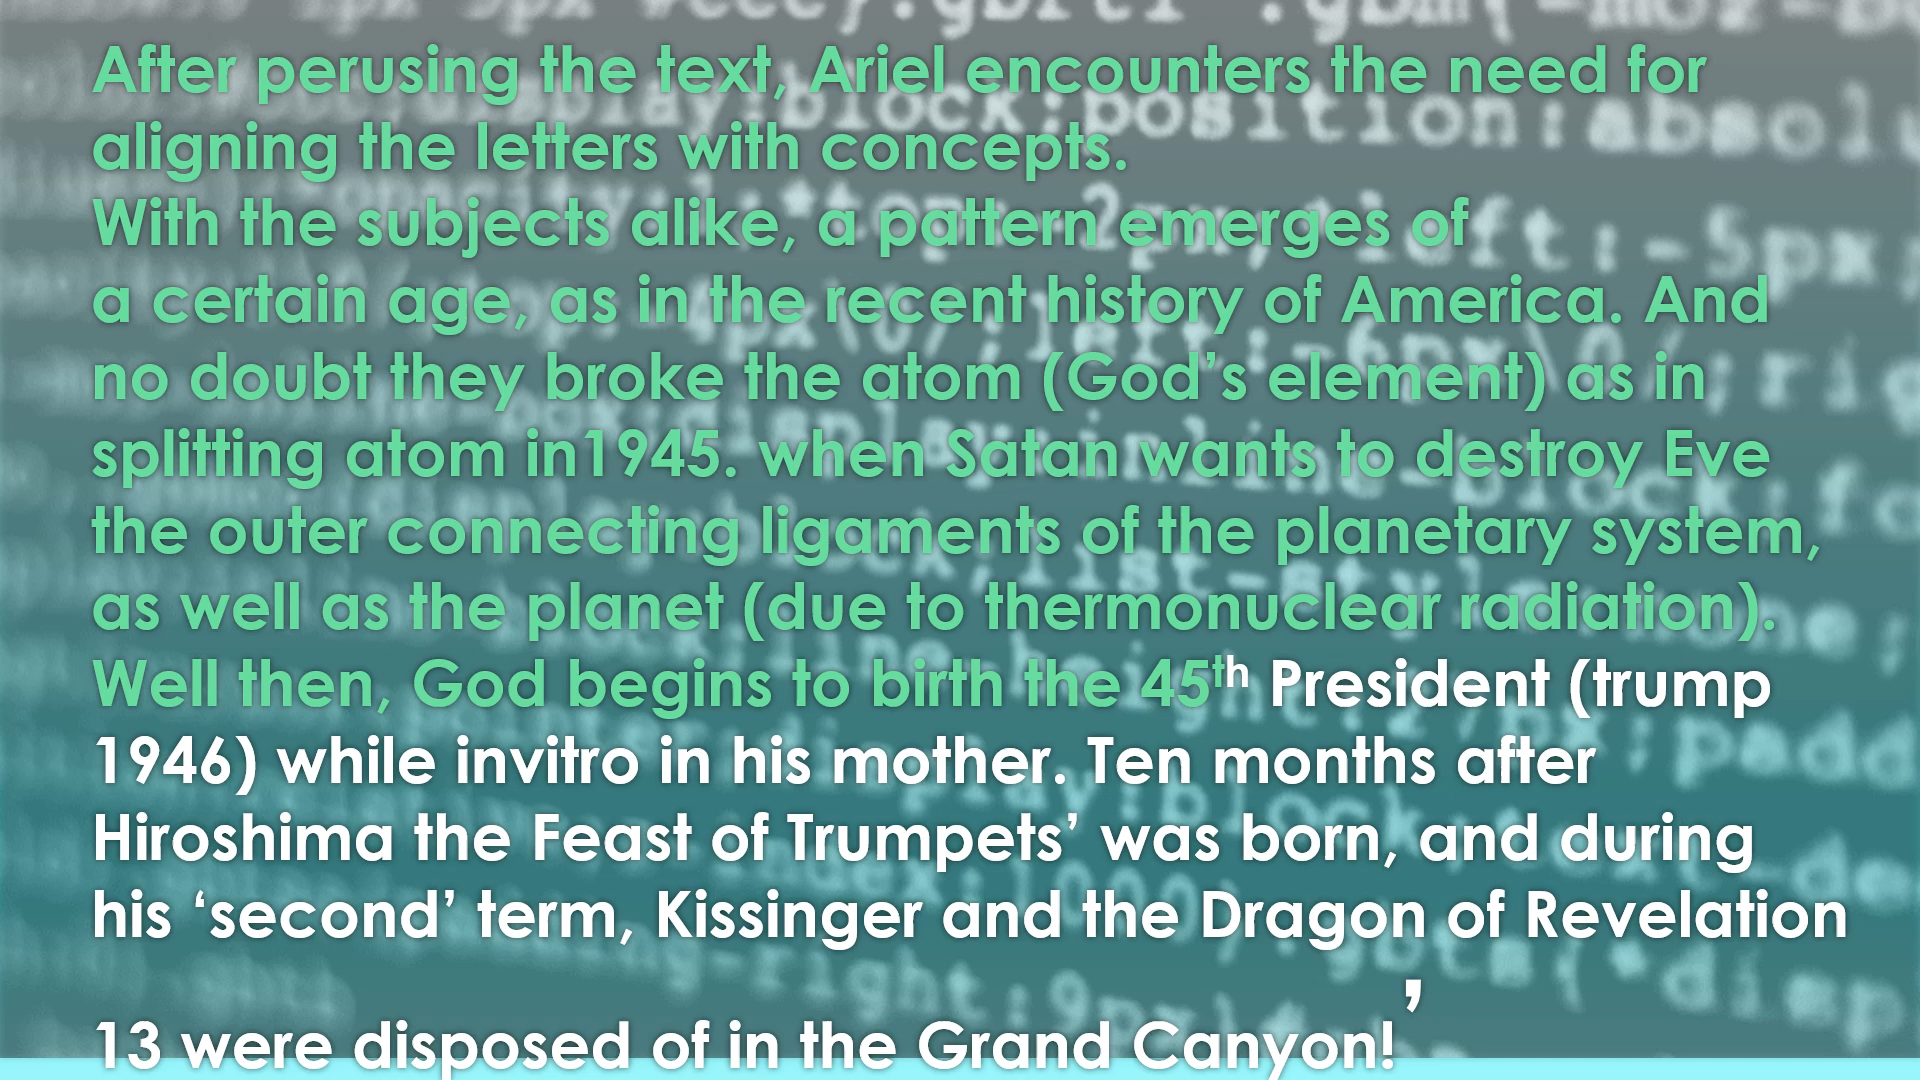 After perusing the text, Ariel encounters the need for
aligning the letters with concepts.
With the subjects alike, a pattern emerges of
a certain age, as in the recent history of America. And
no doubt they broke the atom (God’s element) as in
splitting atom in1945. when Satan wants to destroy Eve
the outer connecting ligaments of the planetary system,
as well as the planet (due to thermonuclear radiation).
Well then, God begins to birth the 45th President (trump
1946) while invitro in his mother. Ten months after
Hiroshima the Feast of Trumpets’ was born, and during
his ‘second’ term, Kissinger and the Dragon of Revelation
13 were disposed of in the Grand Canyon!’